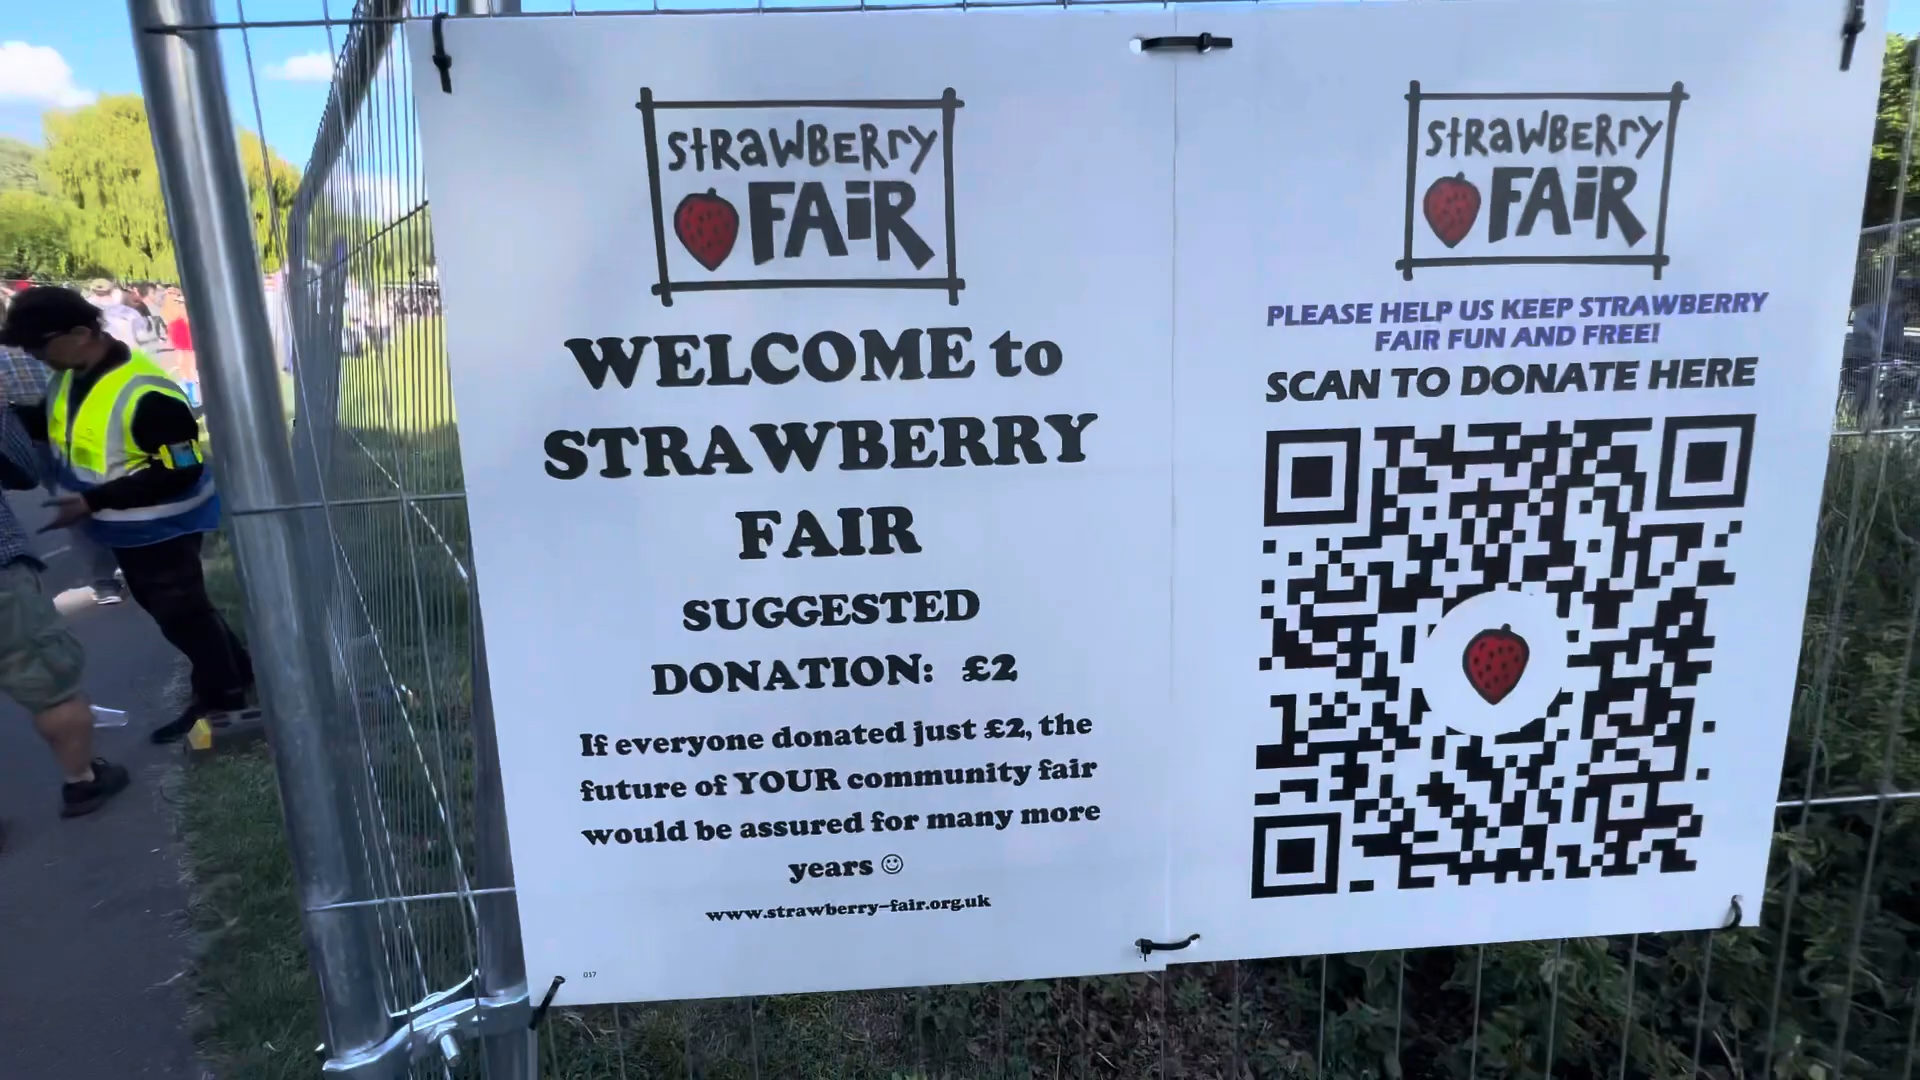 STRAWBERRY
FAIR
WELCOME to
STRAWBERRY
FAIR
SUGGESTED
DONATION: £2
If everyone donated just £2, the
future of YOUR community fair
would be assured for many more
years ☺
www.strawberry-fair.org.uk
017
STRAWBERRY
FAIR
PLEASE HELP US KEEP STRAWBERRY
FAIR FUN AND FREE!
SCAN TO DONATE HERE